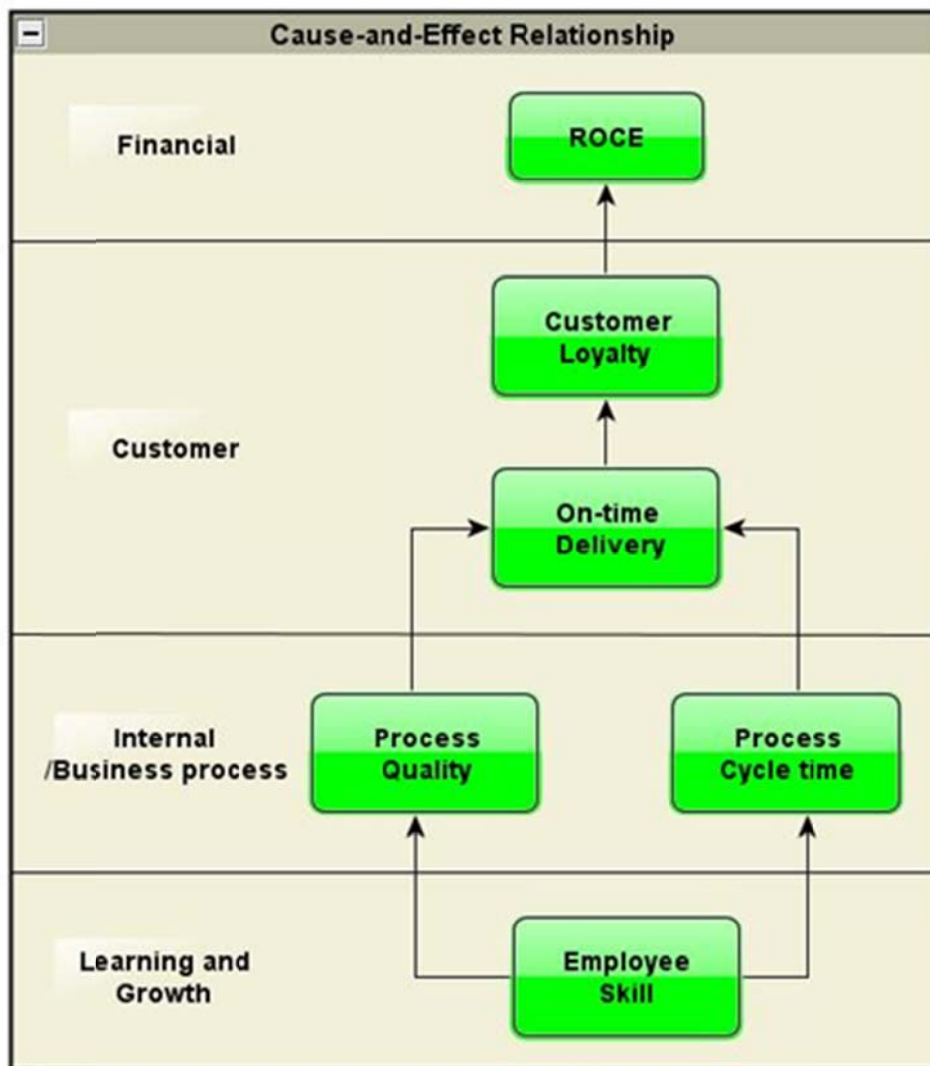 Cause-and-Effect Relationship
Financial
ROCE
Customer
Loyalty
Customer
On-time
Delivery
Internal
/Business process
Process
Quality
Process
Cycle time
Learning and
Growth
Employee
Skill